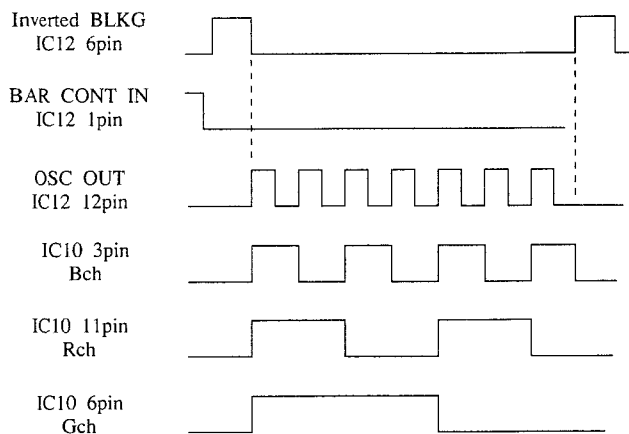 Inverted BLKG
IC12 6pin
BAR CONT IN
IC12 1pin
OSC OUT
IC12 12pin
IC10 3pin
Bch
IC10 11pin
Rch
IC10 6pin
Gch